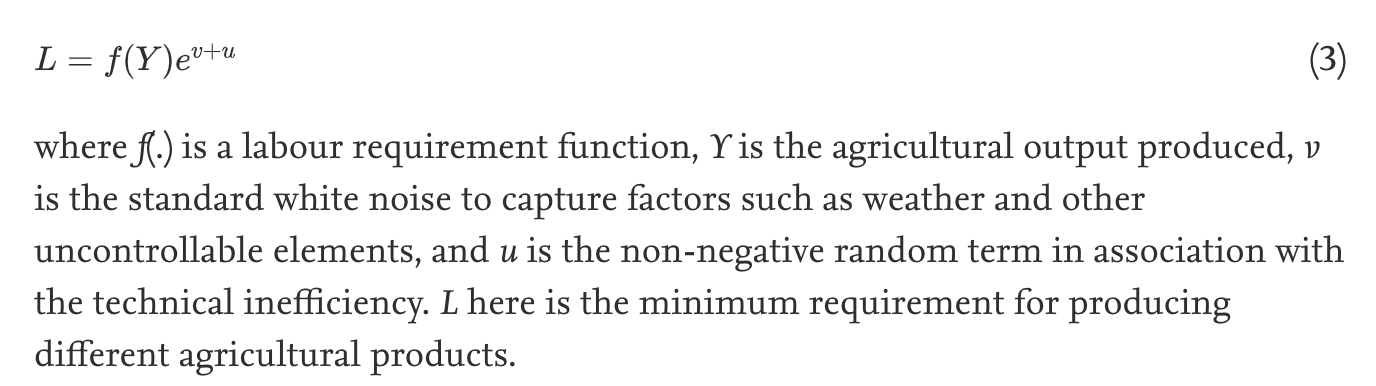 L = f(Y)e^{v+u} (3)
where f(.) is a labour requirement function, Y is the agricultural output produced, v
is the standard white noise to capture factors such as weather and other
uncontrollable elements, and u is the non-negative random term in association with
the technical inefficiency. L here is the minimum requirement for producing
different agricultural products.